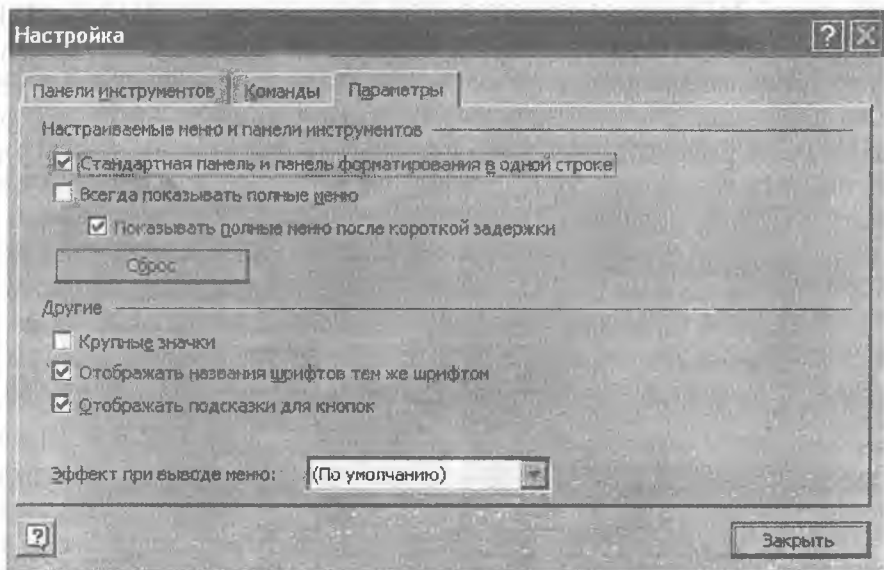 Настройка
Панели инструментов Команды Параметры
Настраиваемые меню и панели инструментов
Стандартная панель и панель форматирования в одной строке
Всегда показывать полные меню
Показывать полные меню после короткой задержки
Сброс
Другие
Крупные значки
Отображать названия шрифтов тем же шрифтом
Отображать подсказки для кнопок
Эффект при выводе меню: (По умолчанию)
Закрыть